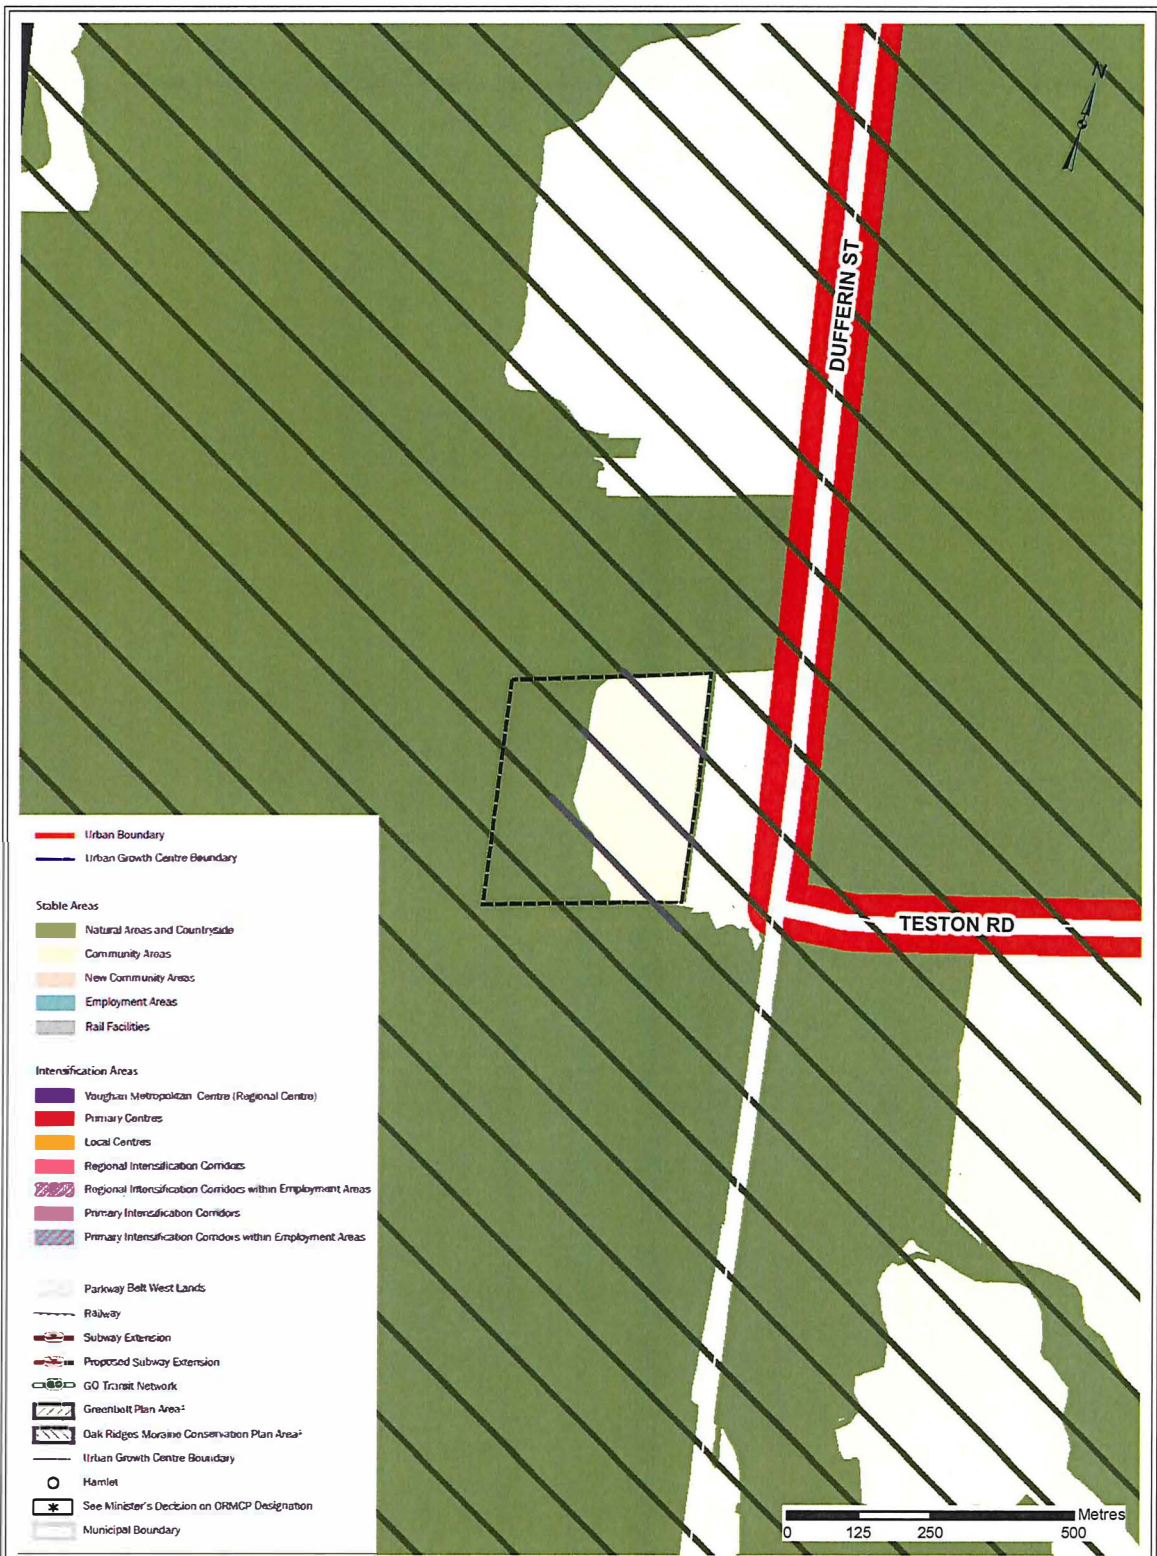 N
DUFFERIN ST
TESTON RD
Urban Boundary
Urban Growth Centre Boundary
Stable Areas
Natural Areas and Countryside
Community Areas
New Community Areas
Employment Areas
Rail Facilities
Intensification Areas
Vaughan Metropolitan Centre (Regional Centre)
Primary Centres
Local Centres
Regional Intensification Corridors
Regional Intensification Corridors within Employment Areas
Primary Intensification Corridors
Primary Intensification Corridors within Employment Areas
Parkway Belt West Lands
Railway
Subway Extension
Proposed Subway Extension
GO Transit Network
Greenbelt Plan Area
Oak Ridges Moraine Conservation Plan Area
Urban Growth Centre Boundary
Hamlet
See Minister's Decision on ORMCP Designation
Municipal Boundary
Metres
0 125 250 500